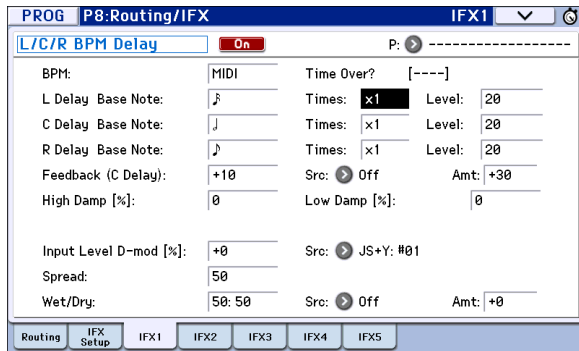 PROG P8:Routing/IFX IFX1
L/C/R BPM Delay On P: ------------------
BPM: MIDI Time Over? [----]
L Delay Base Note: Times: x1 Level: 20
C Delay Base Note: Times: x1 Level: 20
R Delay Base Note: Times: x1 Level: 20
Feedback (C Delay): +10 Src: Off Amt: +30
High Damp [%]: 0 Low Damp [%]: 0
Input Level D-mod [%]: +0 Src: JS+Y: #01
Spread: 50
Wet/Dry: 50:50 Src: Off Amt: +0
Routing IFX Setup IFX1 IFX2 IFX3 IFX4 IFX5